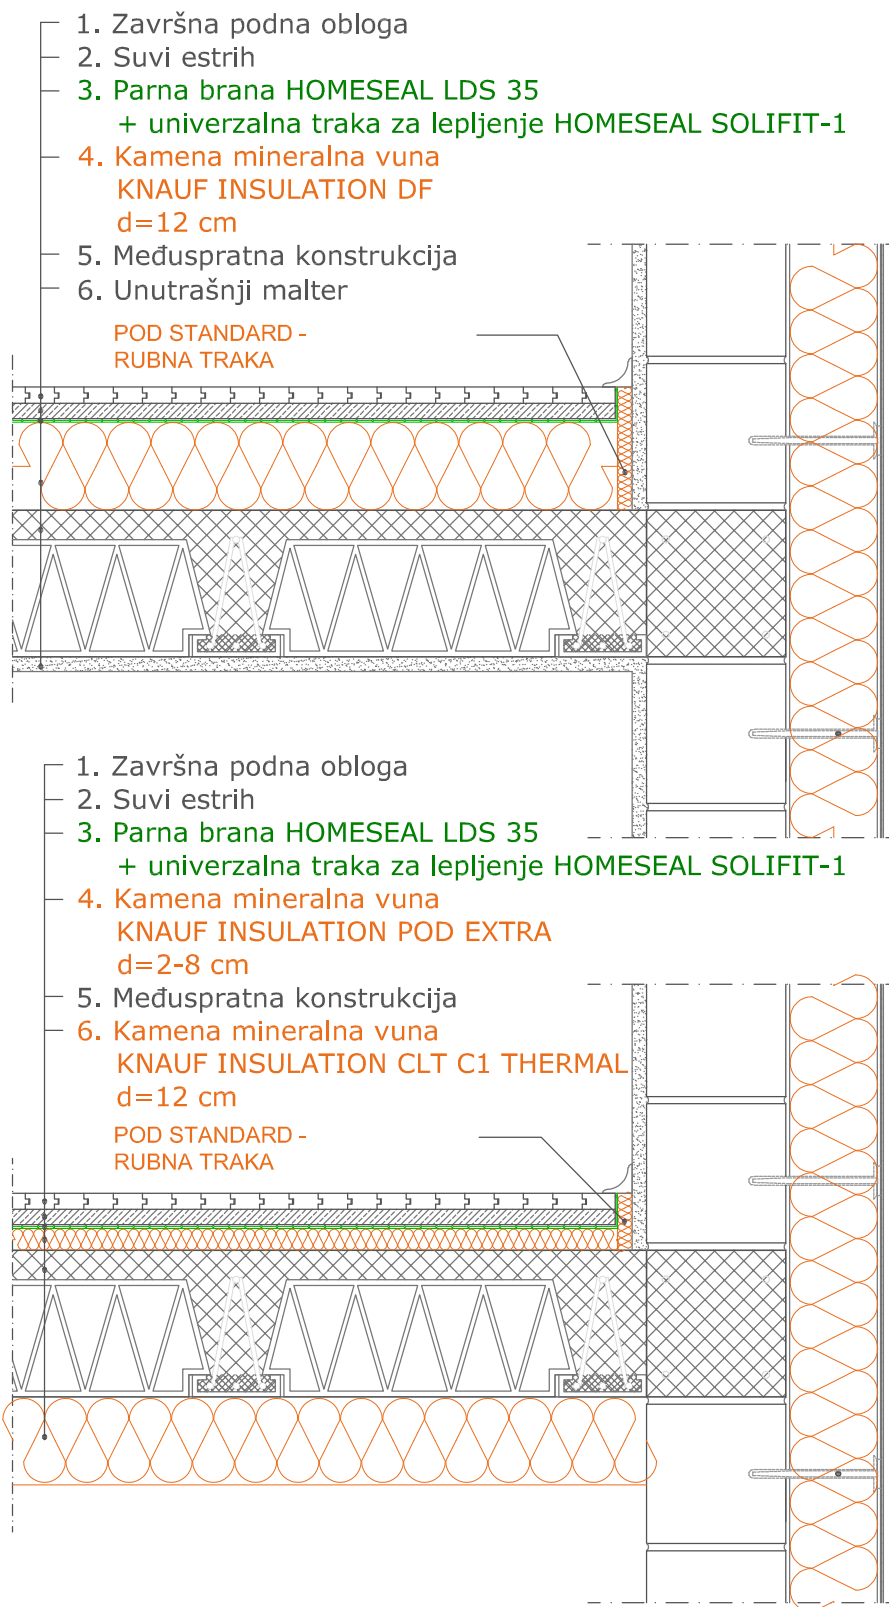 1. Završna podna obloga
2. Suvi estrih
3. Parna brana HOMESEAL LDS 35
+ univerzalna traka za lepljenje HOMESEAL SOLIFIT-1
4. Kamena mineralna vuna
KNAUF INSULATION DF
d=12 cm
5. Međuspratna konstrukcija
6. Unutrašnji malter
POD STANDARD -
RUBNA TRAKA
1. Završna podna obloga
2. Suvi estrih
3. Parna brana HOMESEAL LDS 35
+ univerzalna traka za lepljenje HOMESEAL SOLIFIT-1
4. Kamena mineralna vuna
KNAUF INSULATION POD EXTRA
d=2-8 cm
5. Međuspratna konstrukcija
6. Kamena mineralna vuna
KNAUF INSULATION CLT C1 THERMAL
d=12 cm
POD STANDARD -
RUBNA TRAKA